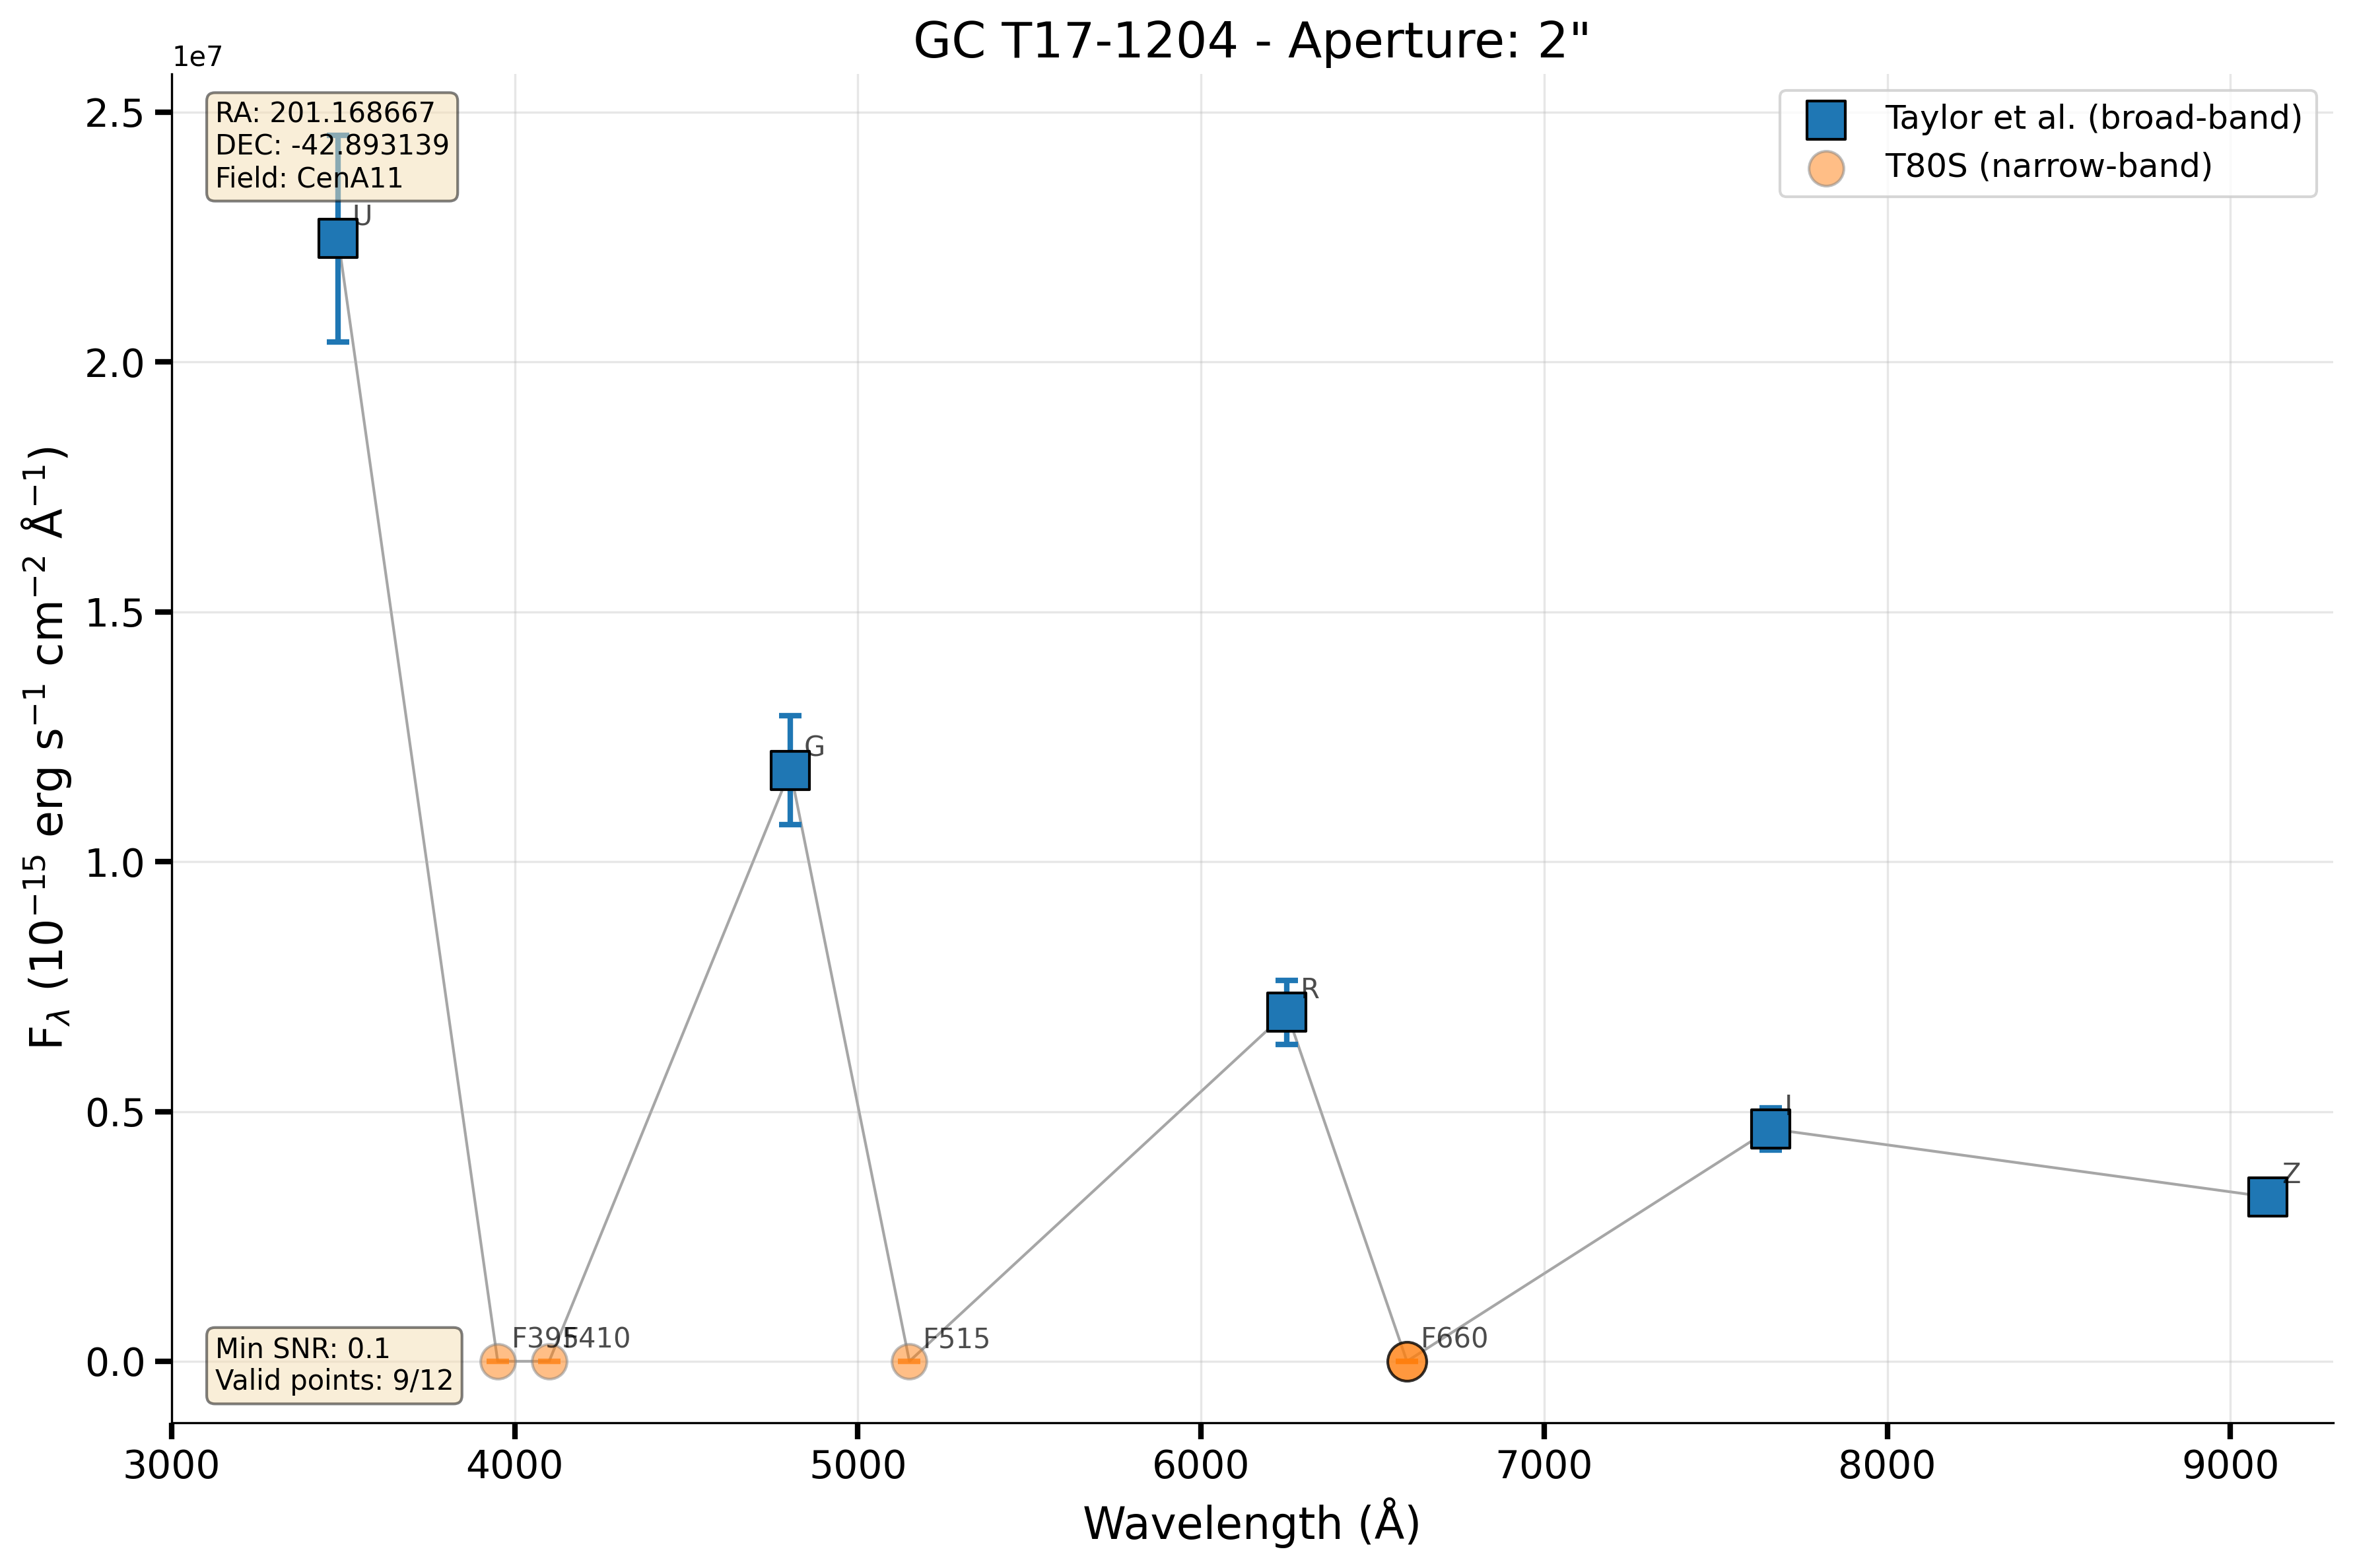 GC T17-1204 - Aperture: 2"
1e7
RA: 201.168667
DEC: -42.893139
Field: CenA11
Taylor et al. (broad-band)
T80S (narrow-band)
2.5
2.0
1.5
1.0
0.5
0.0
F_λ (10⁻¹⁵ erg s⁻¹ cm⁻² Å⁻¹)
U
G
R
I
Z
F395
F410
F515
F660
Min SNR: 0.1
Valid points: 9/12
3000 4000 5000 6000 7000 8000 9000
Wavelength (Å)